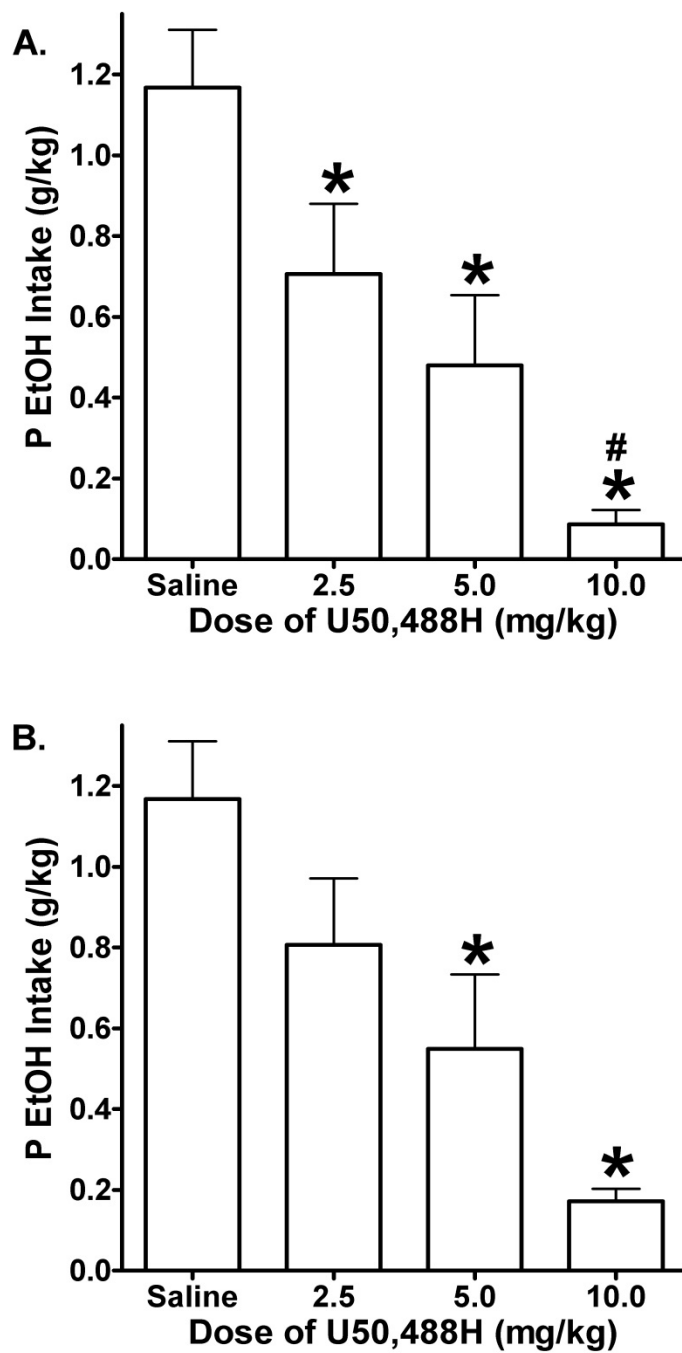 A.
P EtOH Intake (g/kg)
1.2
1.0
0.8
0.6
0.4
0.2
0.0
*
*
#
*
Saline 2.5 5.0 10.0
Dose of U50,488H (mg/kg)
B.
P EtOH Intake (g/kg)
1.2
1.0
0.8
0.6
0.4
0.2
0.0
*
*
Saline 2.5 5.0 10.0
Dose of U50,488H (mg/kg)